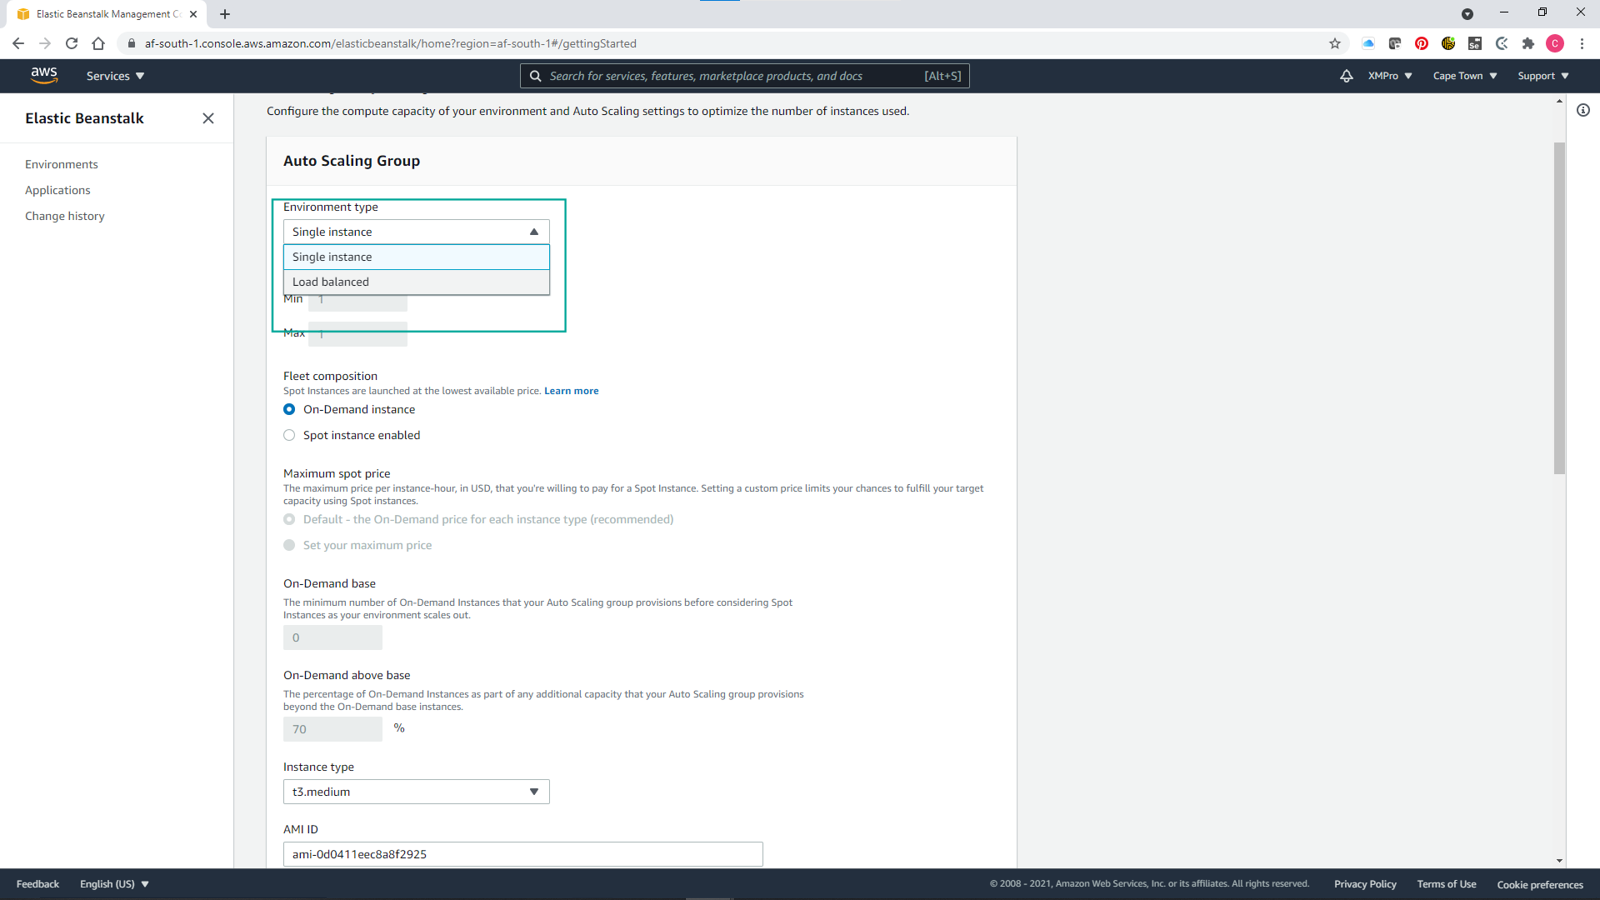 Elastic Beanstalk Management C
af-south-1.console.aws.amazon.com/elasticbeanstalk/home?region=af-south-1#/gettingStarted
Se
C
aws
Services
Search for services, features, marketplace products, and docs
[Alt+S]
XMPro
Cape Town
Support
Elastic Beanstalk
Environments
Applications
Change history
Configure the compute capacity of your environment and Auto Scaling settings to optimize the number of instances used.
Auto Scaling Group
Environment type
Single instance
Single instance
Load balanced
Min 1
Max 1
Fleet composition
Spot Instances are launched at the lowest available price. Learn more
On-Demand instance
Spot instance enabled
Maximum spot price
The maximum price per instance-hour, in USD, that you're willing to pay for a Spot Instance. Setting a custom price limits your chances to fulfill your target
capacity using Spot instances.
Default - the On-Demand price for each instance type (recommended)
Set your maximum price
On-Demand base
The minimum number of On-Demand Instances that your Auto Scaling group provisions before considering Spot
Instances as your environment scales out.
0
On-Demand above base
The percentage of On-Demand Instances as part of any additional capacity that your Auto Scaling group provisions
beyond the On-Demand base instances.
70 %
Instance type
t3.medium
AMI ID
ami-0d0411eec8a8f2925
Feedback
English (US)
© 2008 - 2021, Amazon Web Services, Inc. or its affiliates. All rights reserved.
Privacy Policy
Terms of Use
Cookie preferences